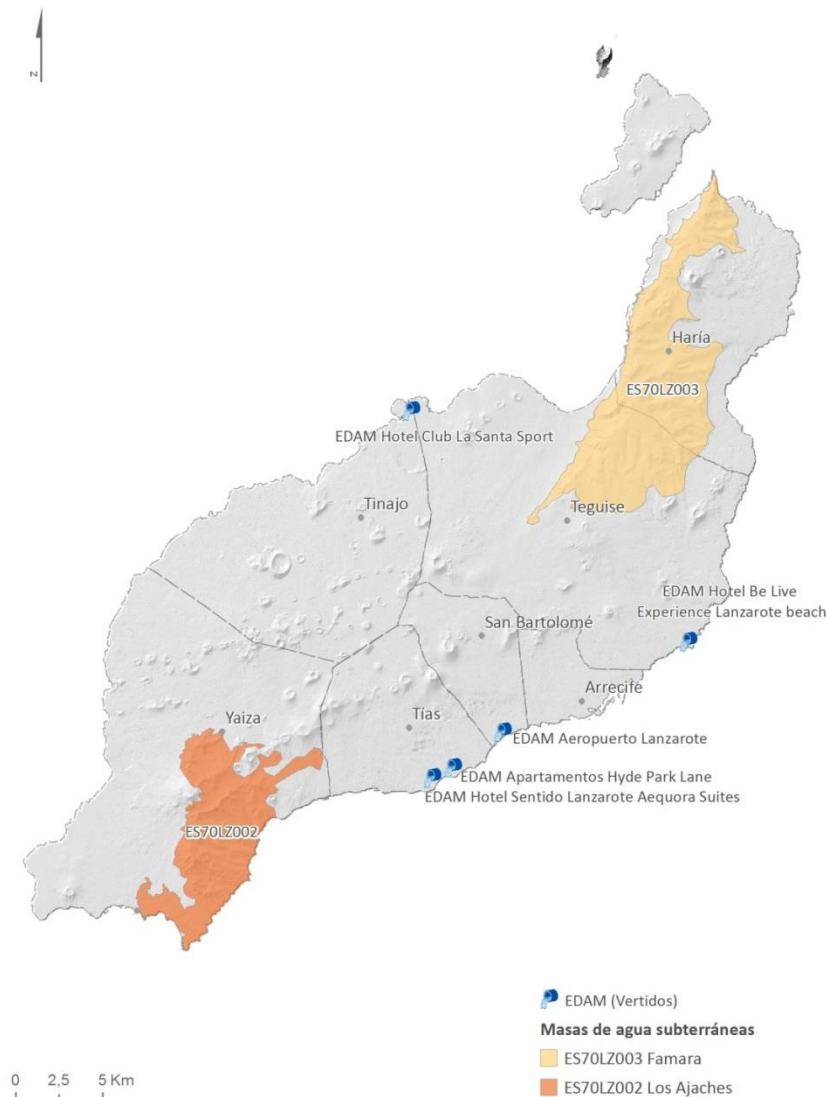 N
Haría
ES70LZ003
EDAM Hotel Club La Santa Sport
Tinajo
Teguise
EDAM Hotel Be Live
Experience Lanzarote beach
San Bartolomé
Arrecife
Yaiza
Tías
EDAM Aeropuerto Lanzarote
EDAM Apartamentos Hyde Park Lane
EDAM Hotel Sentido Lanzarote Aequora Suites
ES70LZ002
EDAM (Vertidos)
Masas de agua subterráneas
ES70LZ003 Famara
ES70LZ002 Los Ajaches
0 2,5 5 Km